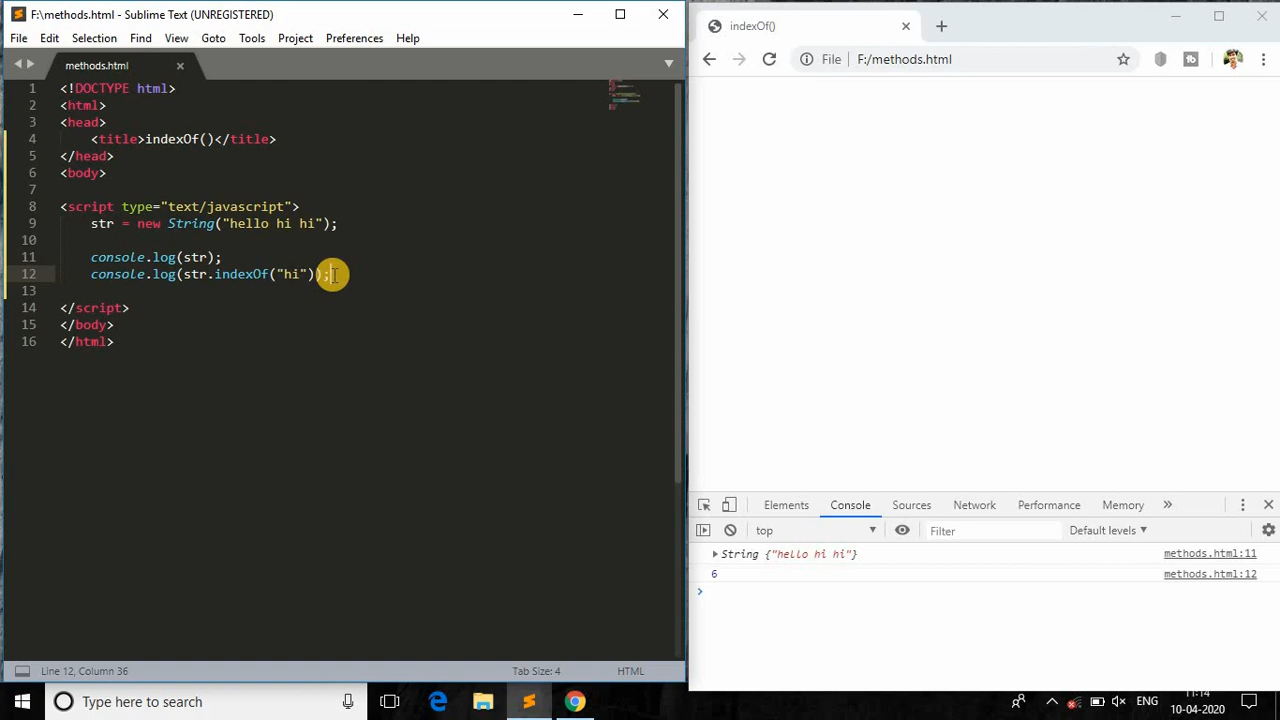 F:\methods.html - Sublime Text (UNREGISTERED)
File Edit Selection Find View Goto Tools Project Preferences Help
methods.html
1 <!DOCTYPE html>
2 <html>
3 <head>
4 <title>indexOf()</title>
5 </head>
6 <body>
7
8 <script type="text/javascript">
9 str = new String("hello hi hi");
10
11 console.log(str);
12 console.log(str.indexOf("hi"));
13
14 </script>
15 </body>
16 </html>
Line 12, Column 36 Tab Size: 4 HTML
indexOf()
File F:/methods.html
Elements Console Sources Network Performance Memory »
top Filter Default levels
String {"hello hi hi"} methods.html:11
6 methods.html:12
Type here to search
ENG
11:14
10-04-2020